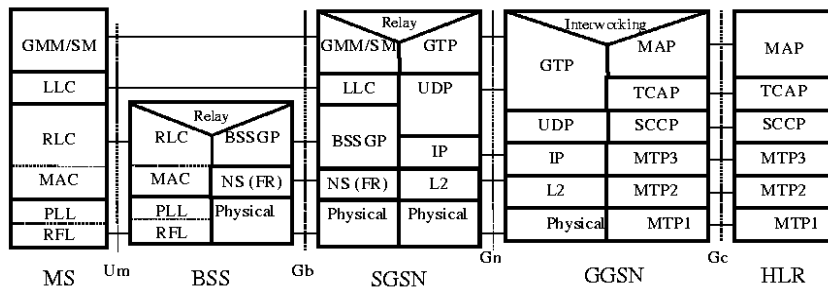 Relay
Interworking
GMM/SM
GMM/SM
GTP
MAP
MAP
GTP
LLC
LLC
UDP
TCAP
TCAP
Relay
RLC
RLC
BSSGP
BSSGP
UDP
SCCP
SCCP
IP
IP
MTP3
MTP3
MAC
MAC
NS (FR)
NS (FR)
L2
L2
MTP2
MTP2
PLL
PLL
Physical
Physical
Physical
Physical
MTP1
MTP1
RFL
RFL
MS
Um
BSS
Gb
SGSN
Gn
GGSN
Gc
HLR